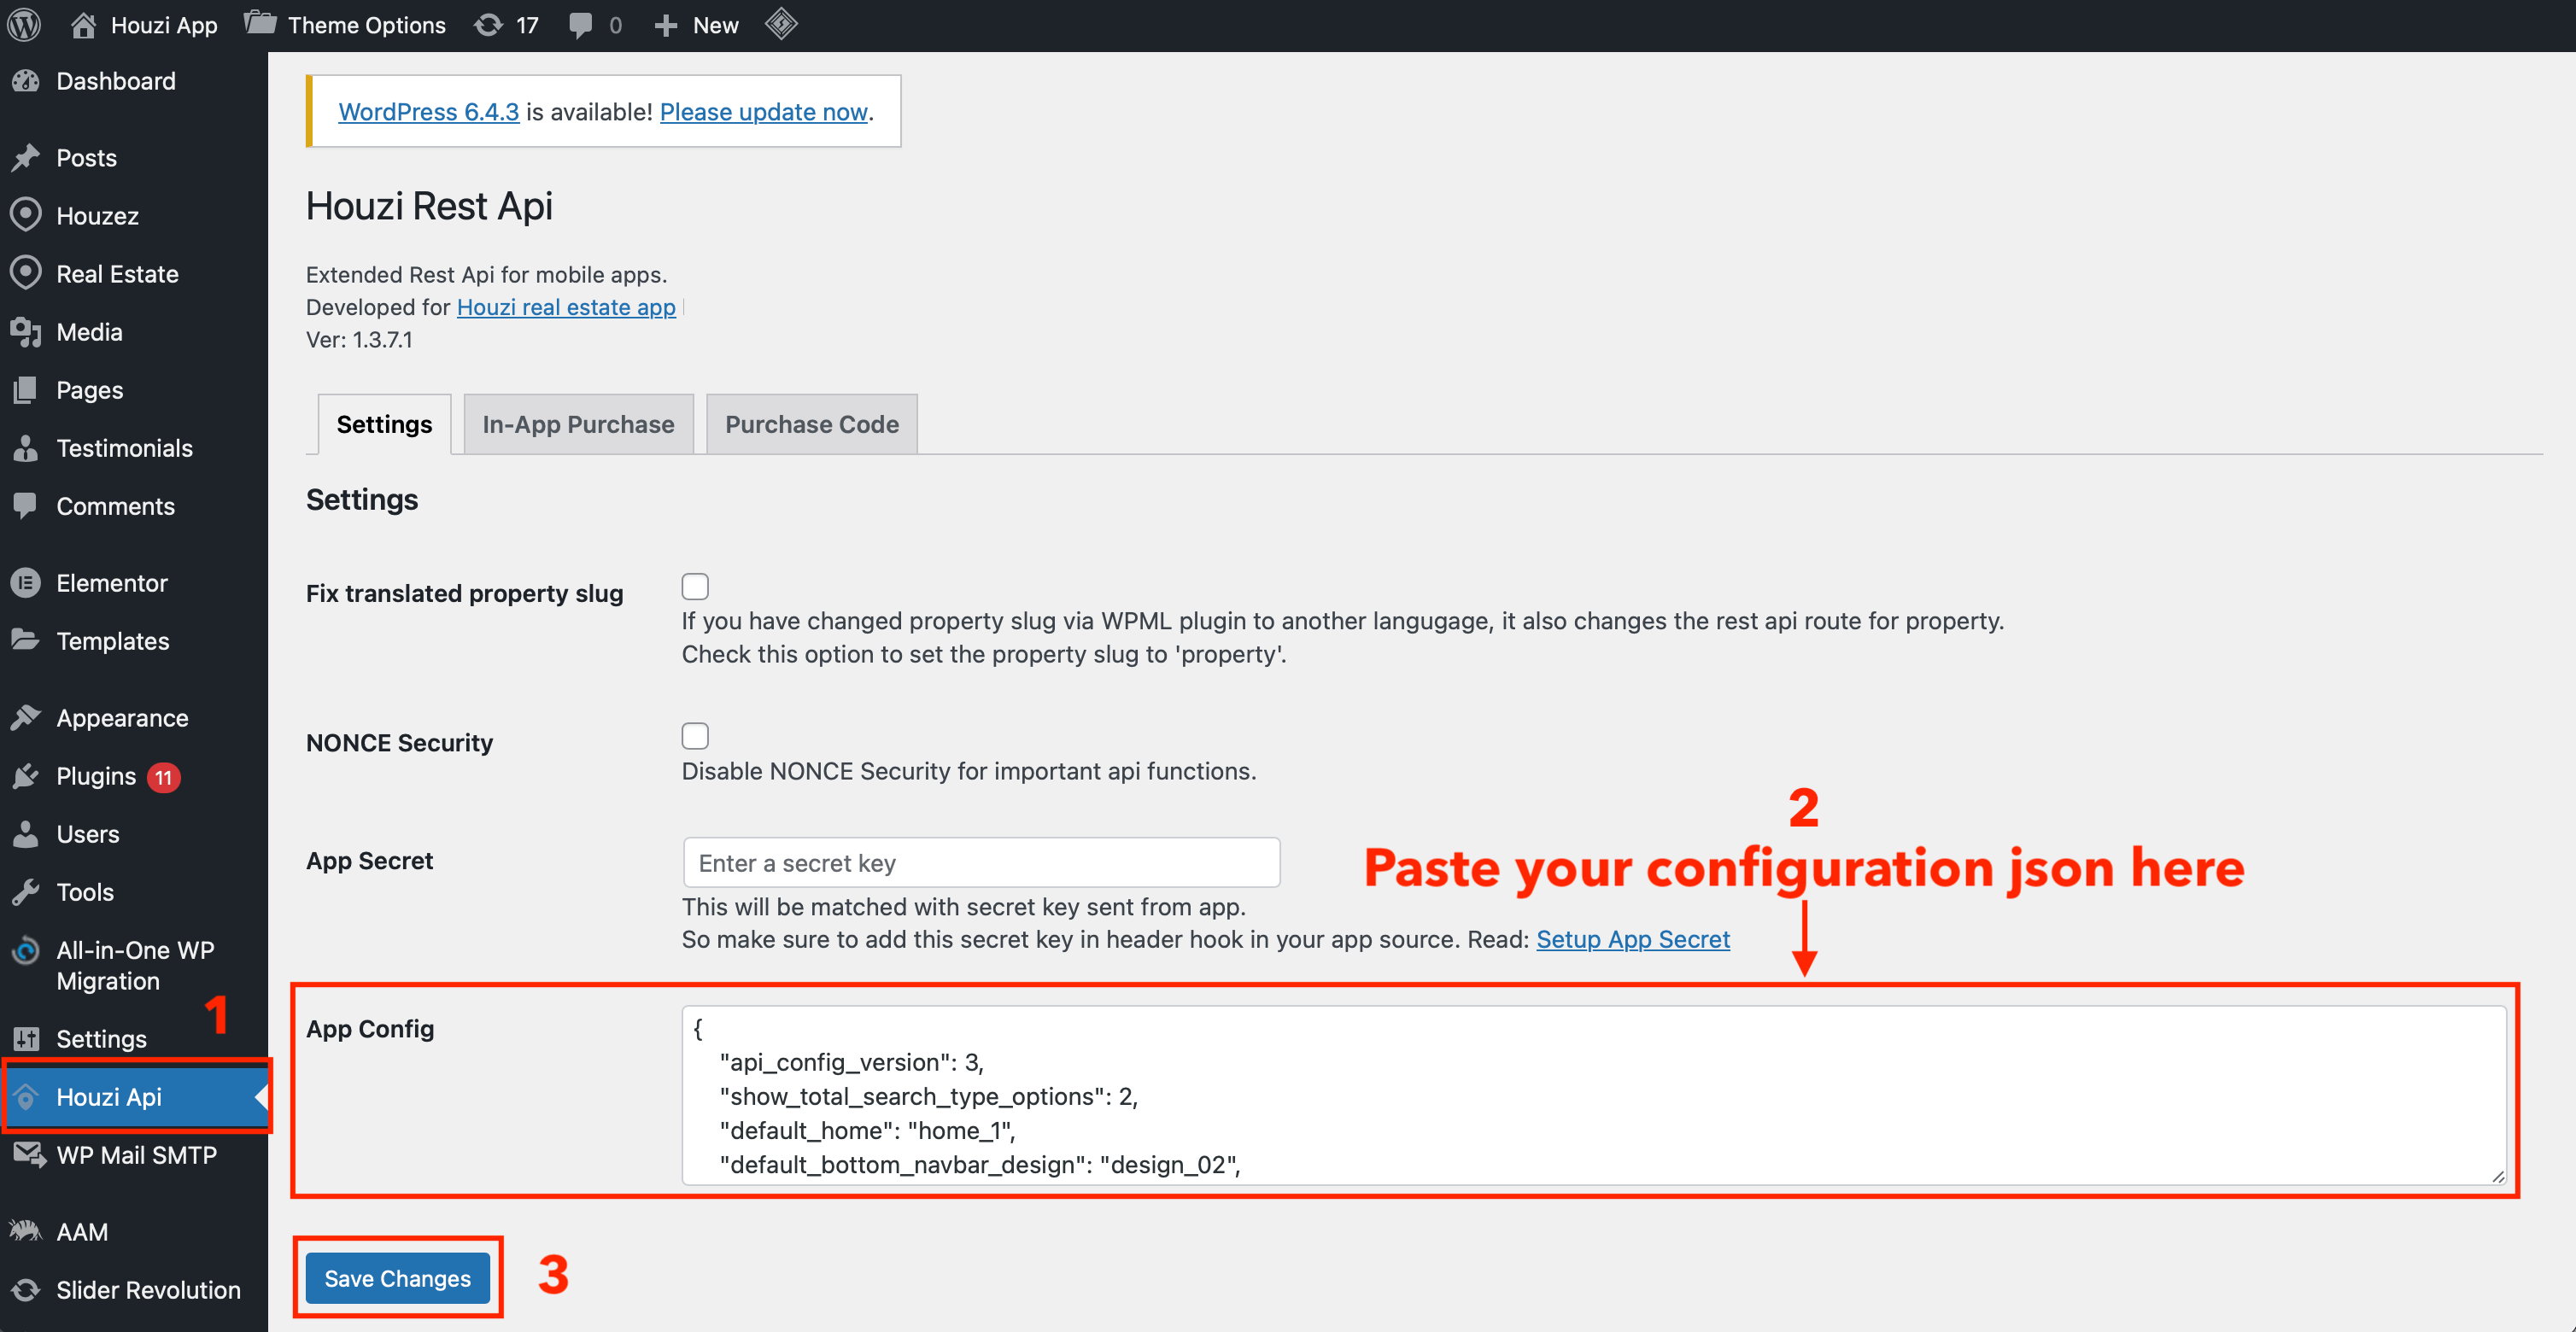 Houzi App Theme Options 17 0 New
Dashboard
Posts
Houzez
Real Estate
Media
Pages
Testimonials
Comments
Elementor
Templates
Appearance
Plugins 11
Users
Tools
All-in-One WP
Migration
1
Settings
Houzi Api
WP Mail SMTP
AAM
Slider Revolution
WordPress 6.4.3 is available! Please update now.
Houzi Rest Api
Extended Rest Api for mobile apps.
Developed for Houzi real estate app |
Ver: 1.3.7.1
Settings In-App Purchase Purchase Code
Settings
Fix translated property slug
If you have changed property slug via WPML plugin to another langugage, it also changes the rest api route for property.
Check this option to set the property slug to 'property'.
NONCE Security
Disable NONCE Security for important api functions.
App Secret
Enter a secret key
This will be matched with secret key sent from app.
So make sure to add this secret key in header hook in your app source. Read: Setup App Secret
2
Paste your configuration json here
App Config
{
"api_config_version": 3,
"show_total_search_type_options": 2,
"default_home": "home_1",
"default_bottom_navbar_design": "design_02",
Save Changes
3